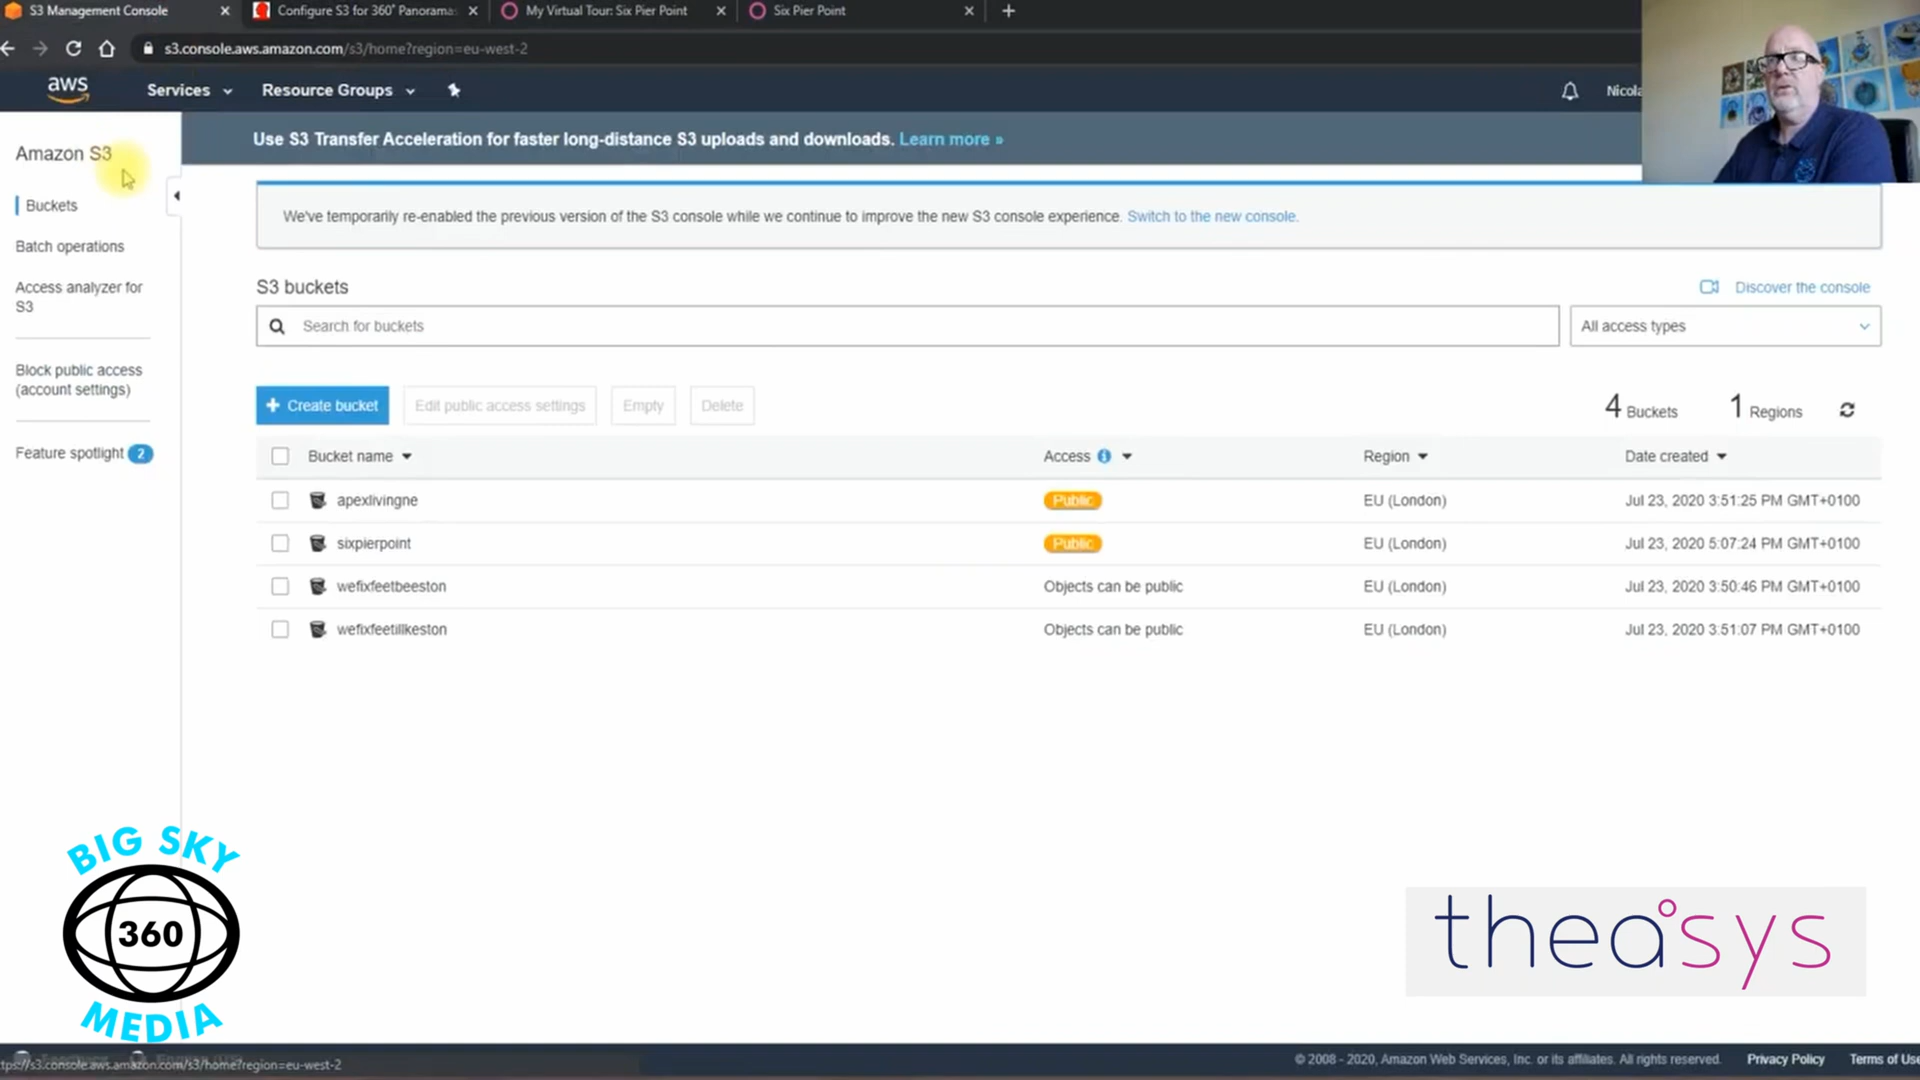 S3 Management Console
Configure S3 for 360° Panorama
My Virtual Tour: Six Pier Point
Six Pier Point
s3.console.aws.amazon.com/s3/home?region=eu-west-2
aws
Services
Resource Groups
Nicola
Use S3 Transfer Acceleration for faster long-distance S3 uploads and downloads. Learn more »
Amazon S3
Buckets
Batch operations
Access analyzer for
S3
Block public access
(account settings)
Feature spotlight 2
We've temporarily re-enabled the previous version of the S3 console while we continue to improve the new S3 console experience. Switch to the new console.
S3 buckets
Discover the console
Search for buckets
All access types
+ Create bucket
Edit public access settings
Empty
Delete
4 Buckets
1 Regions
Bucket name Access Region Date created
apexlivingne Public EU (London) Jul 23, 2020 3:51:25 PM GMT+0100
sixpierpoint Public EU (London) Jul 23, 2020 5:07:24 PM GMT+0100
wefixfeetbeeston Objects can be public EU (London) Jul 23, 2020 3:50:46 PM GMT+0100
wefixfeetillkeston Objects can be public EU (London) Jul 23, 2020 3:51:07 PM GMT+0100
BIG SKY
360
MEDIA
theasys
ttps://s3.console.aws.amazon.com/s3/home?region=eu-west-2
© 2008 - 2020, Amazon Web Services, Inc. or its affiliates. All rights reserved.
Privacy Policy
Terms of Use